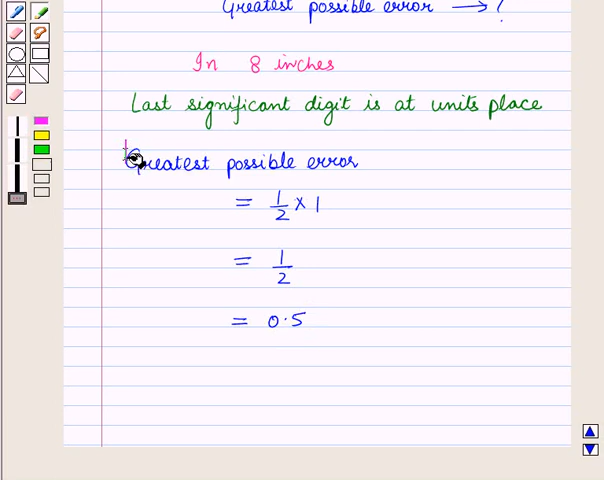 Greatest possible error → ?
In 8 inches
Last significant digit is at units place
Greatest possible error
= 1/2 × 1
= 1/2
= 0.5